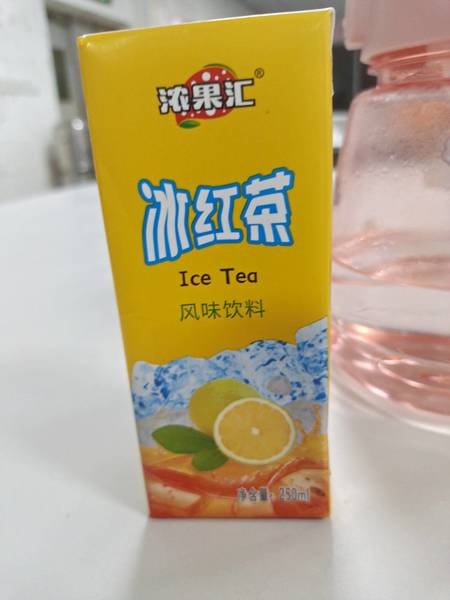 浓果汇®
冰红茶
Ice Tea
风味饮料
净含量：250ml